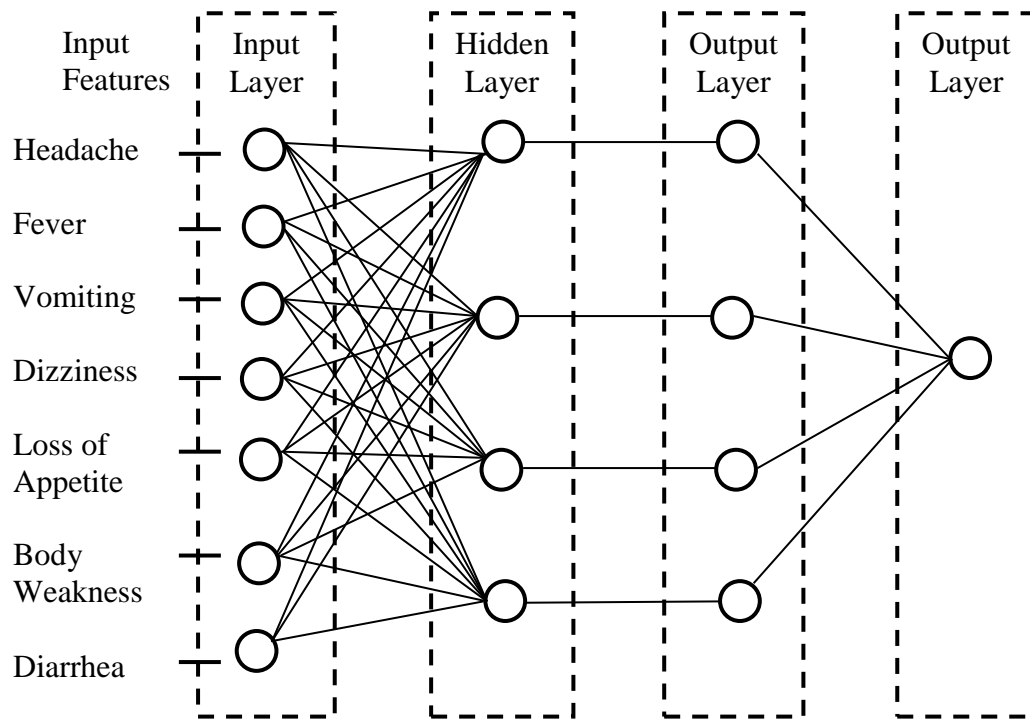 Input
Features
Input
Layer
Hidden
Layer
Output
Layer
Output
Layer
Headache
Fever
Vomiting
Dizziness
Loss of
Appetite
Body
Weakness
Diarrhea